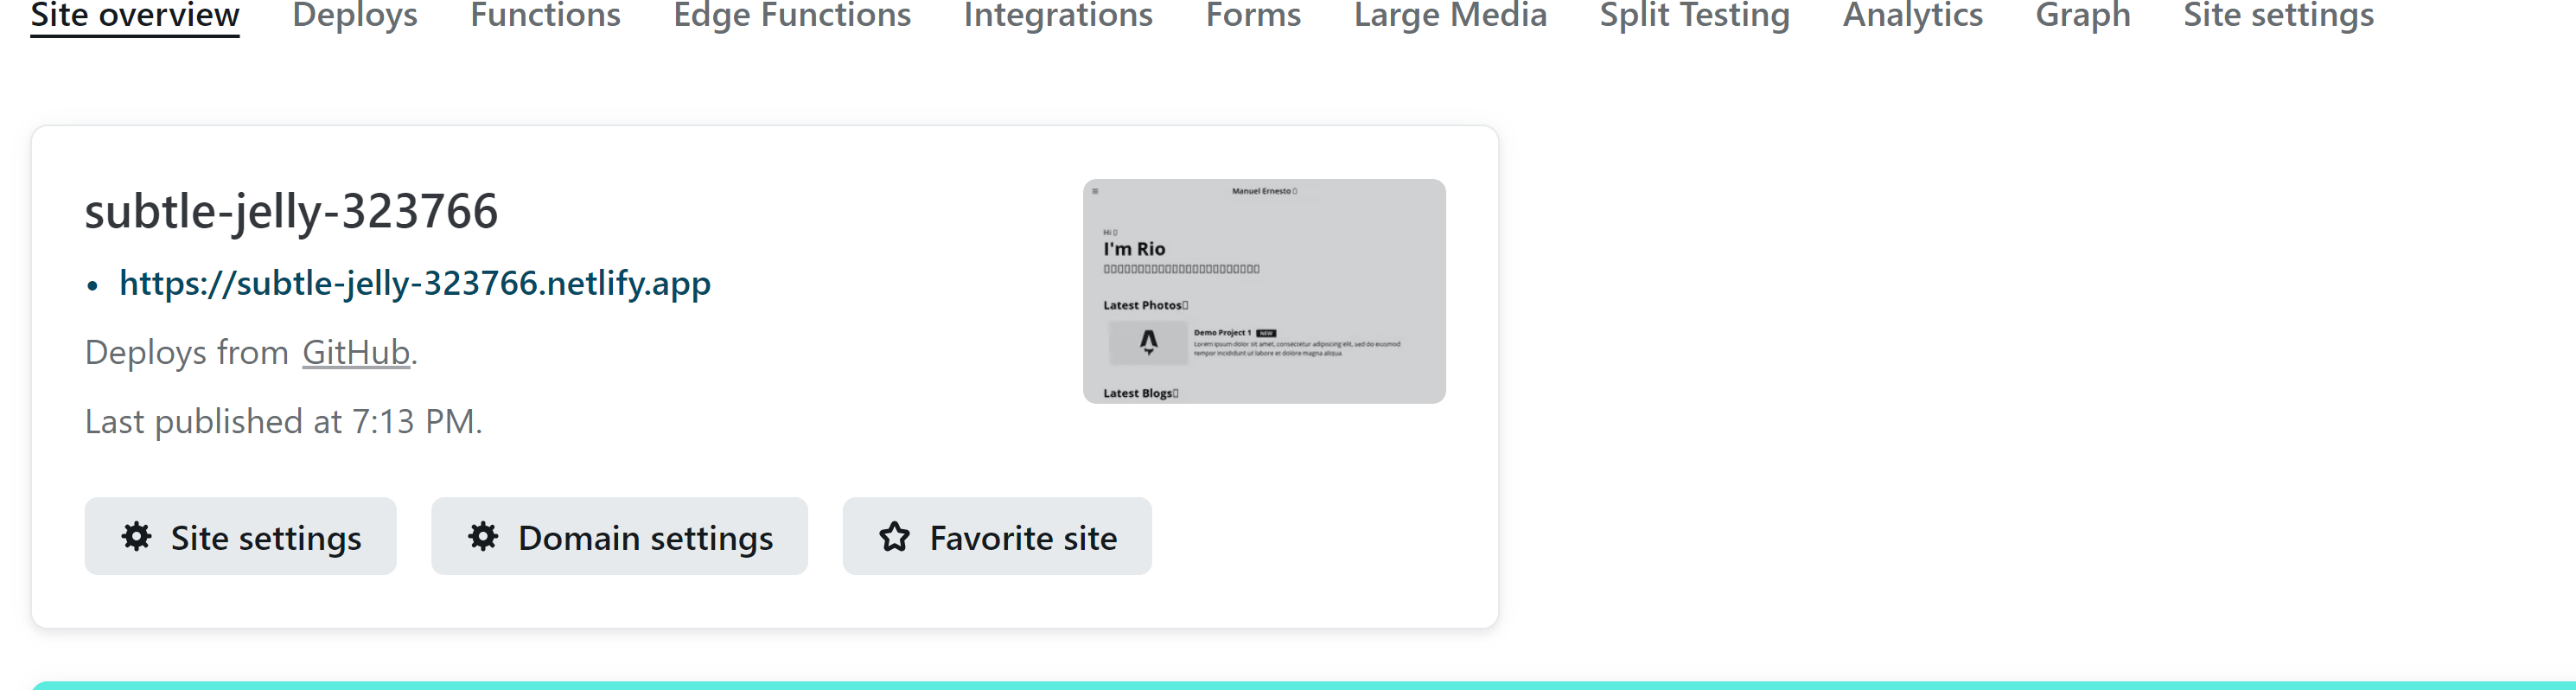 Site overview Deploys Functions Edge Functions Integrations Forms Large Media Split Testing Analytics Graph Site settings
subtle-jelly-323766
• https://subtle-jelly-323766.netlify.app
Deploys from GitHub.
Last published at 7:13 PM.
Site settings Domain settings Favorite site
Manuel Ernesto
Hi
I'm Rio
Latest Photos
Demo Project 1 NEW
Lorem ipsum dolor sit amet, consectetur adipiscing elit, sed do eiusmod
tempor incididunt ut labore et dolore magna aliqua.
Latest Blogs